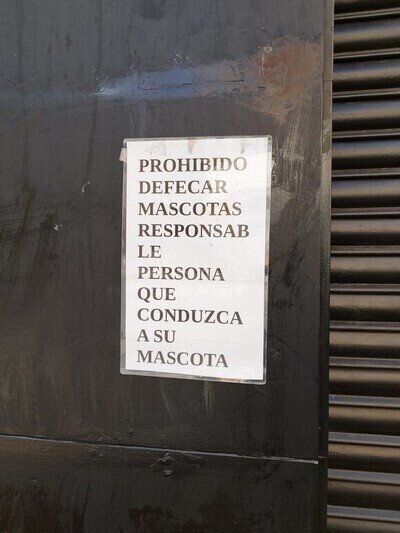 PROHIBIDO
DEFECAR
MASCOTAS
RESPONSAB
LE
PERSONA
QUE
CONDUZCA
A SU
MASCOTA